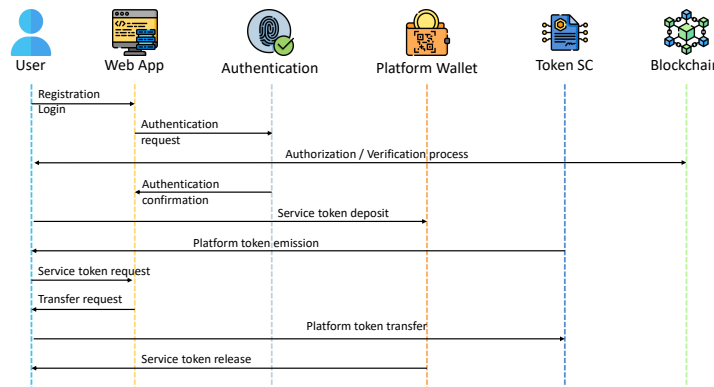 User
Web App
Authentication
Platform Wallet
Token SC
Blockchain
Registration
Login
Authentication
request
Authorization / Verification process
Authentication
confirmation
Service token deposit
Platform token emission
Service token request
Transfer request
Platform token transfer
Service token release